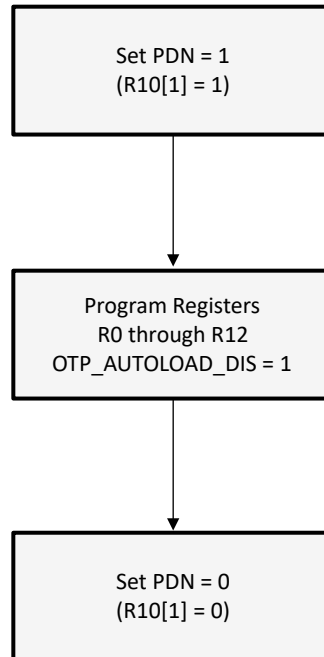 Set PDN = 1
(R10[1] = 1)
Program Registers
R0 through R12
OTP_AUTOLOAD_DIS = 1
Set PDN = 0
(R10[1] = 0)